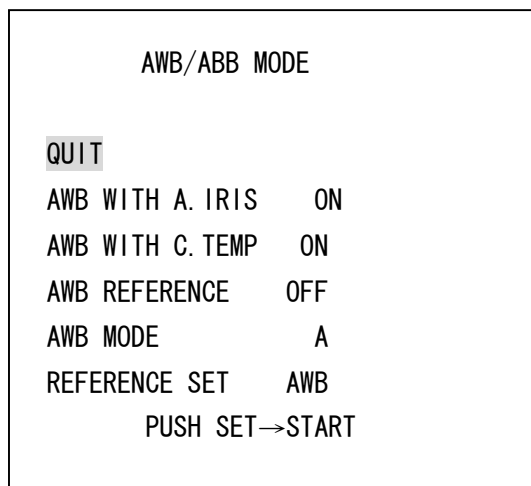 AWB/ABB MODE
QUIT
AWB WITH A.IRIS ON
AWB WITH C.TEMP ON
AWB REFERENCE OFF
AWB MODE A
REFERENCE SET AWB
PUSH SET→START